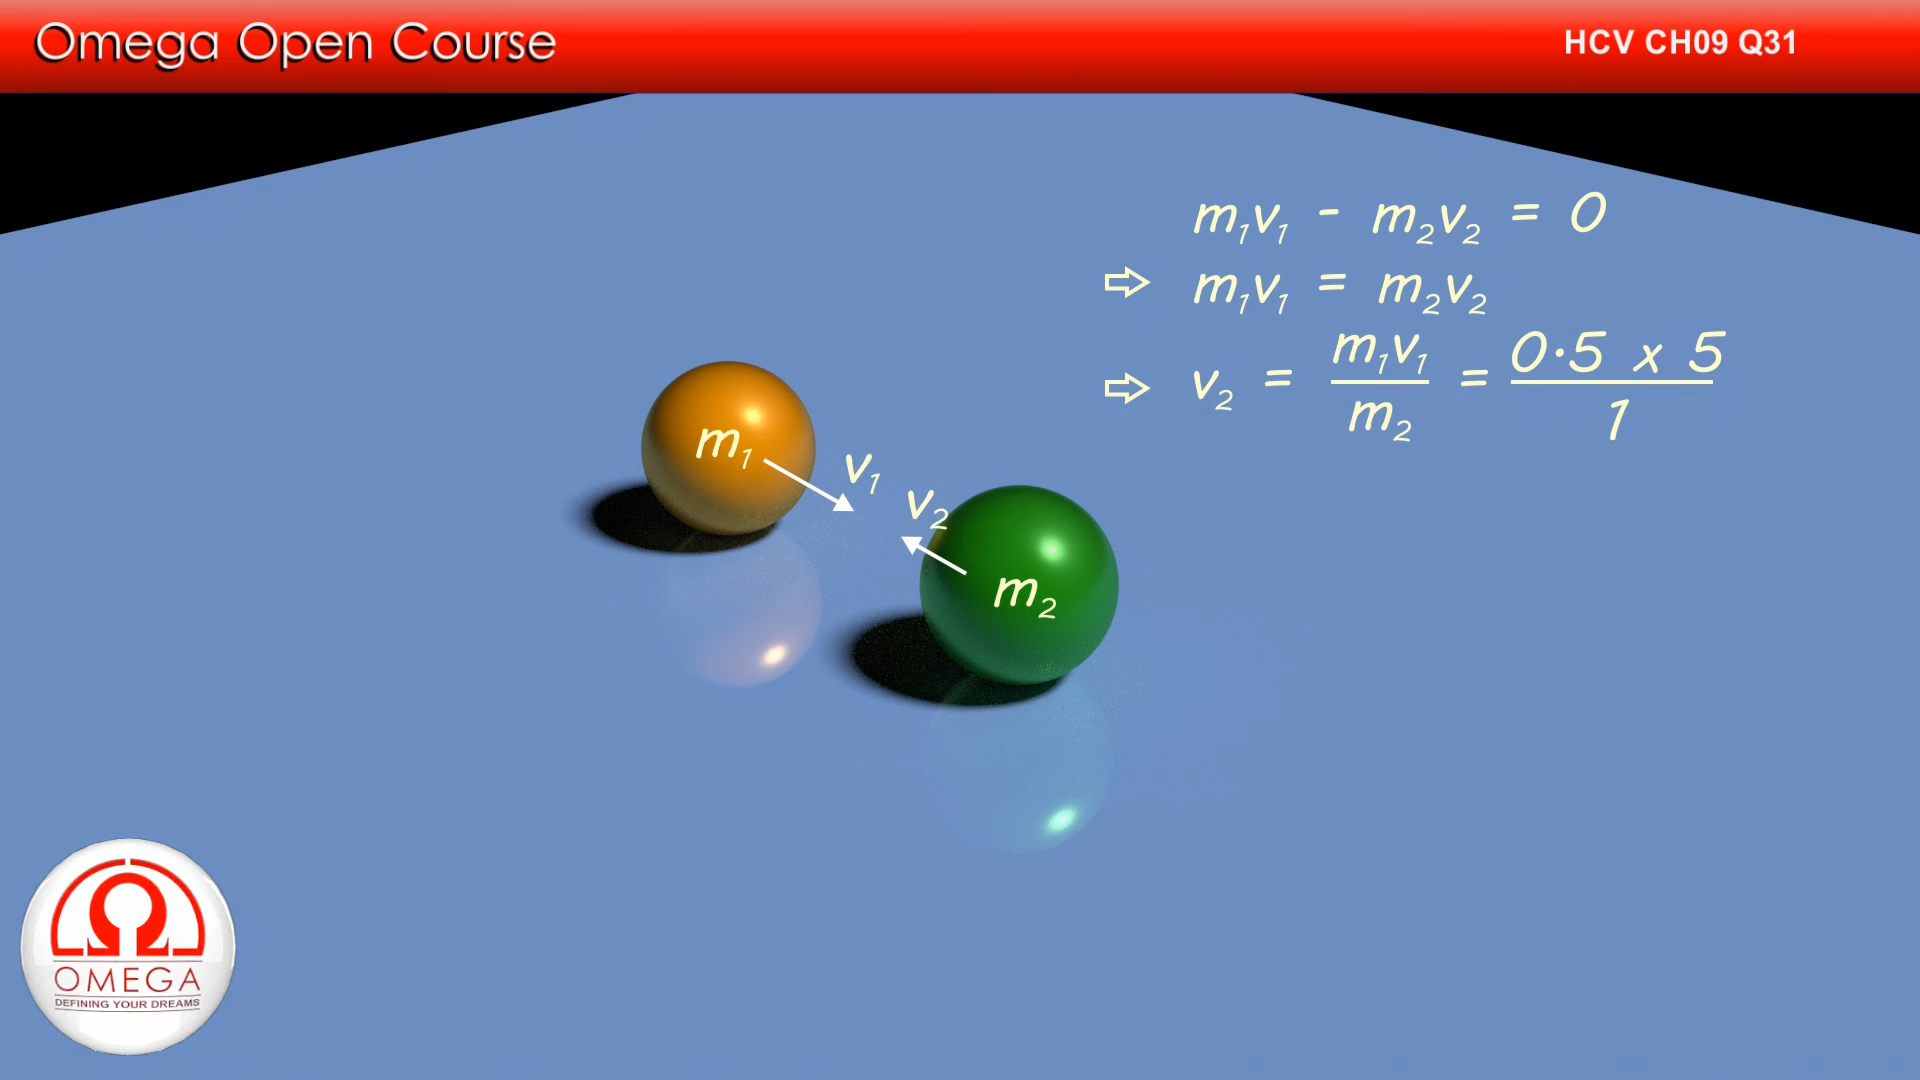 Omega Open Course
HCV CH09 Q31
m₁v₁ - m₂v₂ = 0
⇨ m₁v₁ = m₂v₂
⇨ v₂ = m₁v₁/m₂ = 0·5 x 5/1
m₁
v₁
v₂
m₂
OMEGA
DEFINING YOUR DREAMS